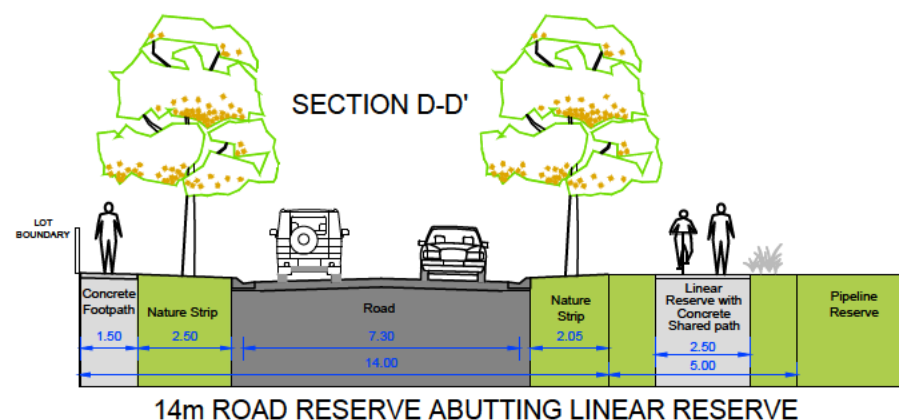 SECTION D-D'
LOT
BOUNDARY
Concrete
Footpath
Nature Strip
Road
Nature
Strip
Linear
Reserve with
Concrete
Shared path
Pipeline
Reserve
1.50
2.50
7.30
2.05
2.50
14.00
5.00
14m ROAD RESERVE ABUTTING LINEAR RESERVE